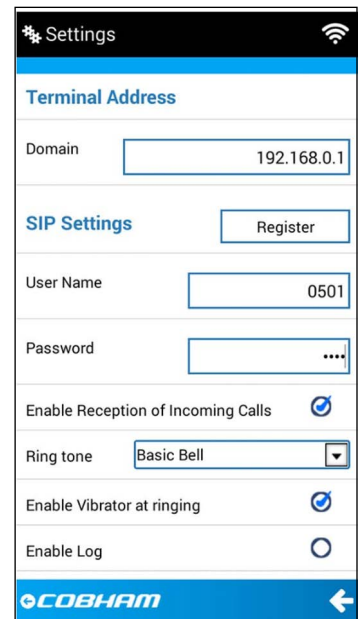 Settings
Terminal Address
Domain 192.168.0.1
SIP Settings Register
User Name 0501
Password ••••
Enable Reception of Incoming Calls
Ring tone Basic Bell
Enable Vibrator at ringing
Enable Log
COBHAM